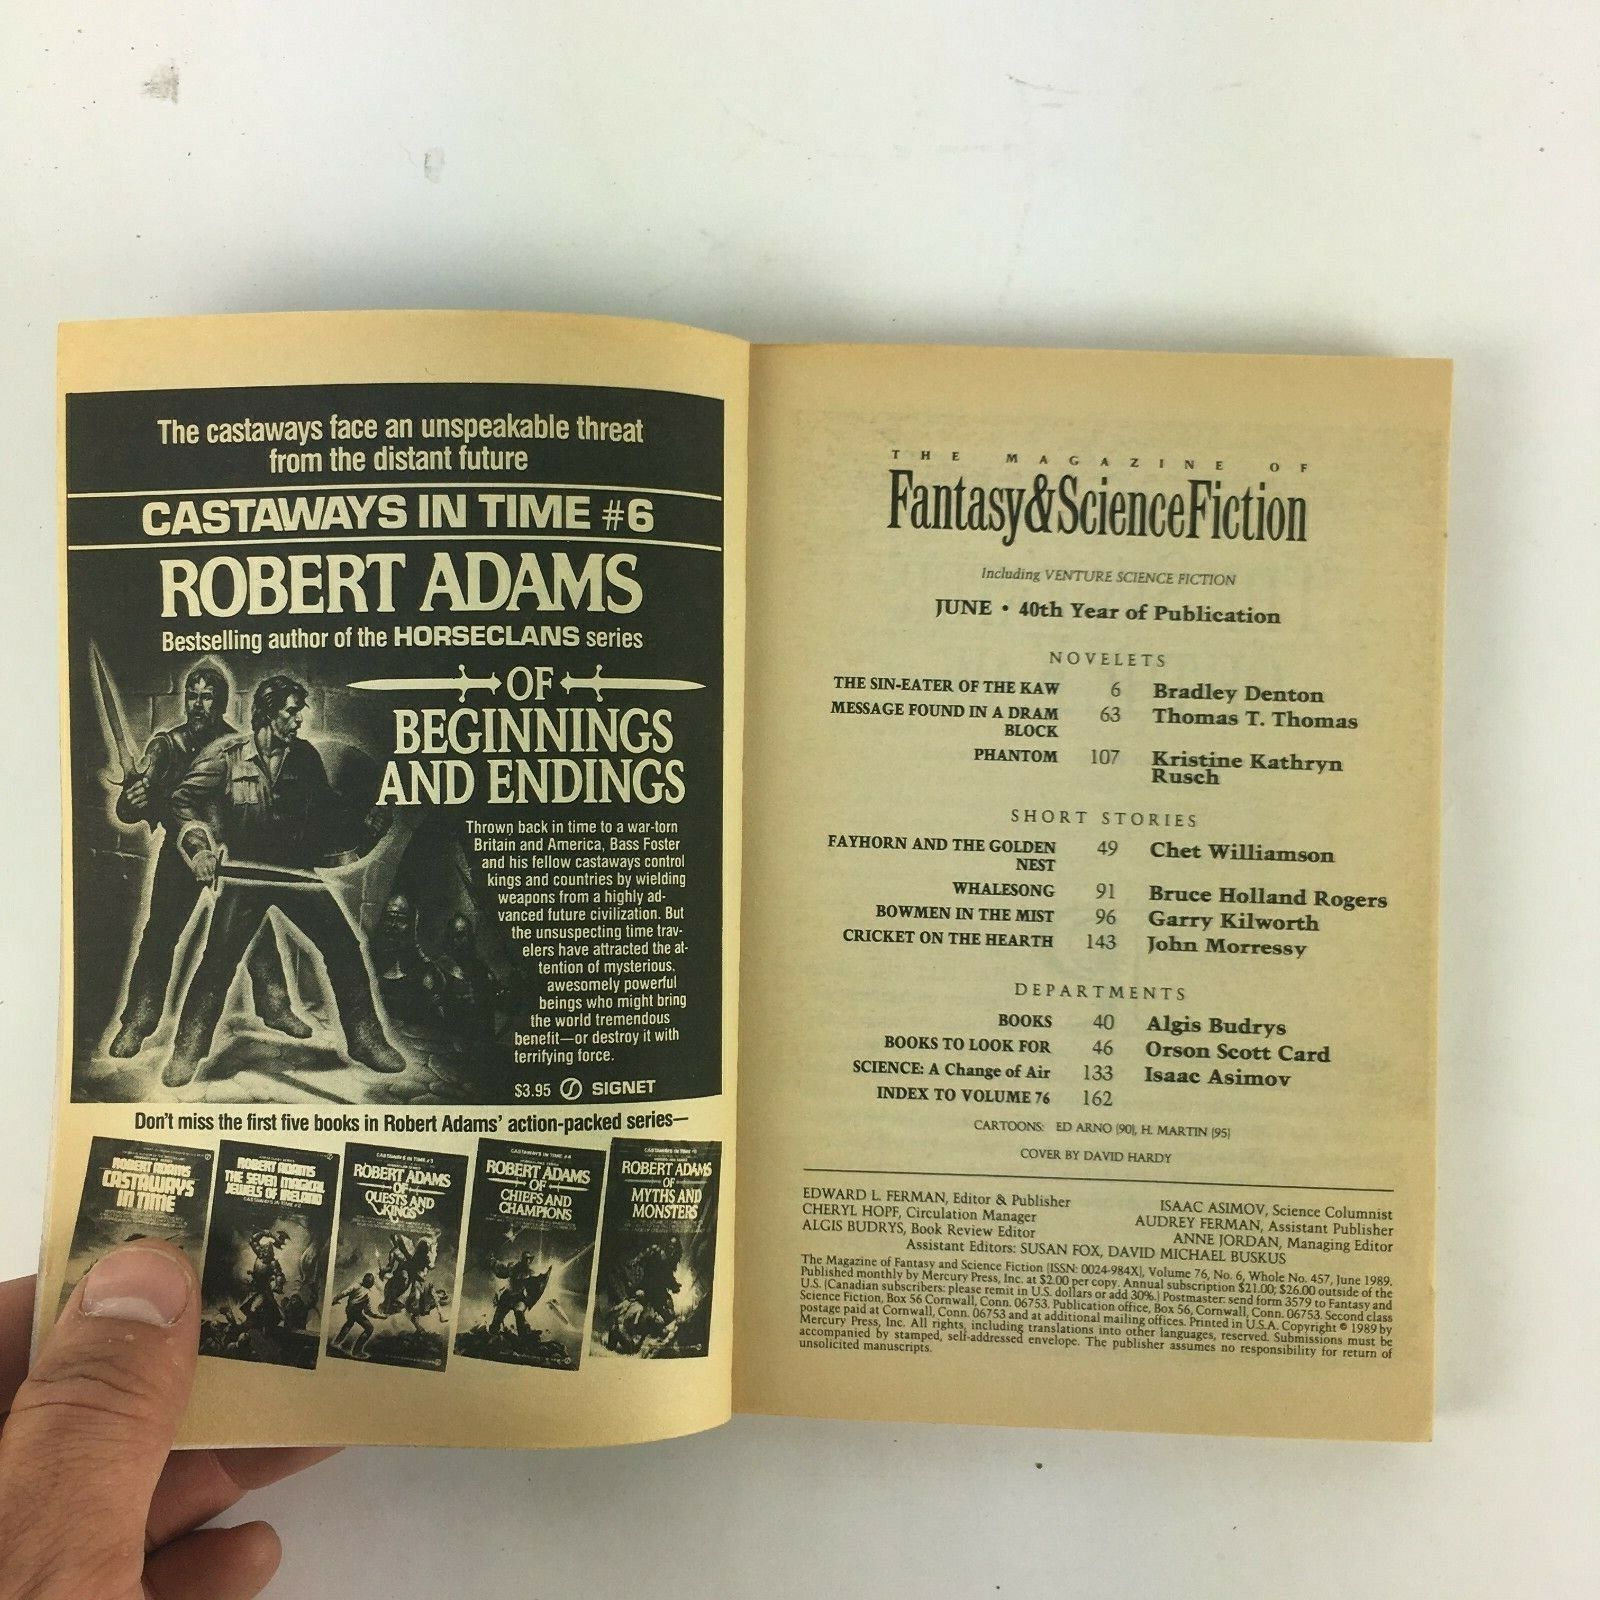 The castaways face an unspeakable threat
from the distant future
CASTAWAYS IN TIME #6
ROBERT ADAMS
Bestselling author of the HORSECLANS series
OF
BEGINNINGS
AND ENDINGS
Thrown back in time to a war-torn
Britain and America, Bass Foster
and his fellow castaways control
kings and countries by wielding
weapons from a highly ad-
vanced future civilization. But
the unsuspecting time trav-
elers have attracted the at-
tention of mysterious,
awesomely powerful
beings who might bring
the world tremendous
benefit—or destroy it with
terrifying force.
$3.95 SIGNET
Don't miss the first five books in Robert Adams' action-packed series—
ROBERT ADAMS
CASTAWAYS
IN TIME
ROBERT ADAMS
THE SEVEN MAGICAL
JEWELS OF IRELAND
CASTAWAYS IN TIME #2
CASTAWAYS IN TIME #3
ROBERT ADAMS
OF
QUESTS AND
KINGS
CASTAWAYS IN TIME #4
ROBERT ADAMS
OF
CHIEFS AND
CHAMPIONS
CASTAWAYS IN TIME #5
ROBERT ADAMS
OF
MYTHS AND
MONSTERS
THE MAGAZINE OF
Fantasy&ScienceFiction
Including VENTURE SCIENCE FICTION
JUNE • 40th Year of Publication
NOVELETS
THE SIN-EATER OF THE KAW 6 Bradley Denton
MESSAGE FOUND IN A DRAM 63 Thomas T. Thomas
BLOCK
PHANTOM 107 Kristine Kathryn
Rusch
SHORT STORIES
FAYHORN AND THE GOLDEN 49 Chet Williamson
NEST
WHALESONG 91 Bruce Holland Rogers
BOWMEN IN THE MIST 96 Garry Kilworth
CRICKET ON THE HEARTH 143 John Morressy
DEPARTMENTS
BOOKS 40 Algis Budrys
BOOKS TO LOOK FOR 46 Orson Scott Card
SCIENCE: A Change of Air 133 Isaac Asimov
INDEX TO VOLUME 76 162
CARTOONS: ED ARNO (90), H. MARTIN (95)
COVER BY DAVID HARDY
EDWARD L. FERMAN, Editor & Publisher ISAAC ASIMOV, Science Columnist
CHERYL HOPF, Circulation Manager AUDREY FERMAN, Assistant Publisher
ALGIS BUDRYS, Book Review Editor ANNE JORDAN, Managing Editor
Assistant Editors: SUSAN FOX, DAVID MICHAEL BUSKUS
The Magazine of Fantasy and Science Fiction (ISSN: 0024-984X), Volume 76, No. 6, Whole No. 457, June 1989.
Published monthly by Mercury Press, Inc. at $2.00 per copy. Annual subscription $21.00; $26.00 outside of the
U.S. (Canadian subscribers: please remit in U.S. dollars or add 30%.) Postmaster: send form 3579 to Fantasy and
Science Fiction, Box 56 Cornwall, Conn. 06753. Publication office, Box 56, Cornwall, Conn. 06753. Second class
postage paid at Cornwall, Conn. 06753 and at additional mailing offices. Printed in U.S.A. Copyright © 1989 by
Mercury Press, Inc. All rights, including translations into other languages, reserved. Submissions must be
accompanied by stamped, self-addressed envelope. The publisher assumes no responsibility for return of
unsolicited manuscripts.